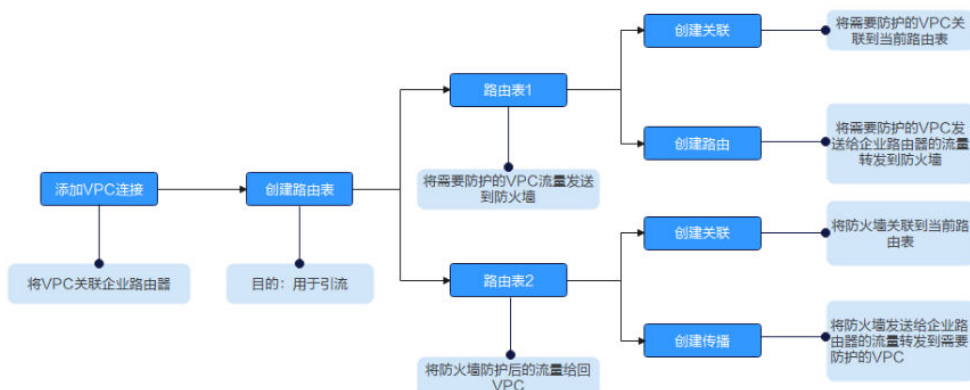 添加VPC连接
将VPC关联企业路由器
创建路由表
目的：用于引流
路由表1
将需要防护的VPC流量发送
到防火墙
创建关联
将需要防护的VPC关
联到当前路由表
创建路由
将需要防护的VPC发
送给企业路由器的流量
转发到防火墙
路由表2
将防火墙防护后的流量给回
VPC
创建关联
将防火墙关联到当前路
由表
创建传播
将防火墙发送给企业路
由器的流量转发到需要
防护的VPC